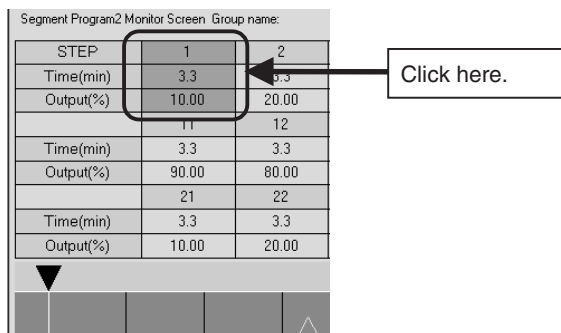 Segment Program2 Monitor Screen Group name:
STEP 1 2
Time(min) 3.3 3.3
Output(%) 10.00 20.00
11 12
Time(min) 3.3 3.3
Output(%) 90.00 80.00
21 22
Time(min) 3.3 3.3
Output(%) 10.00 20.00
Click here.